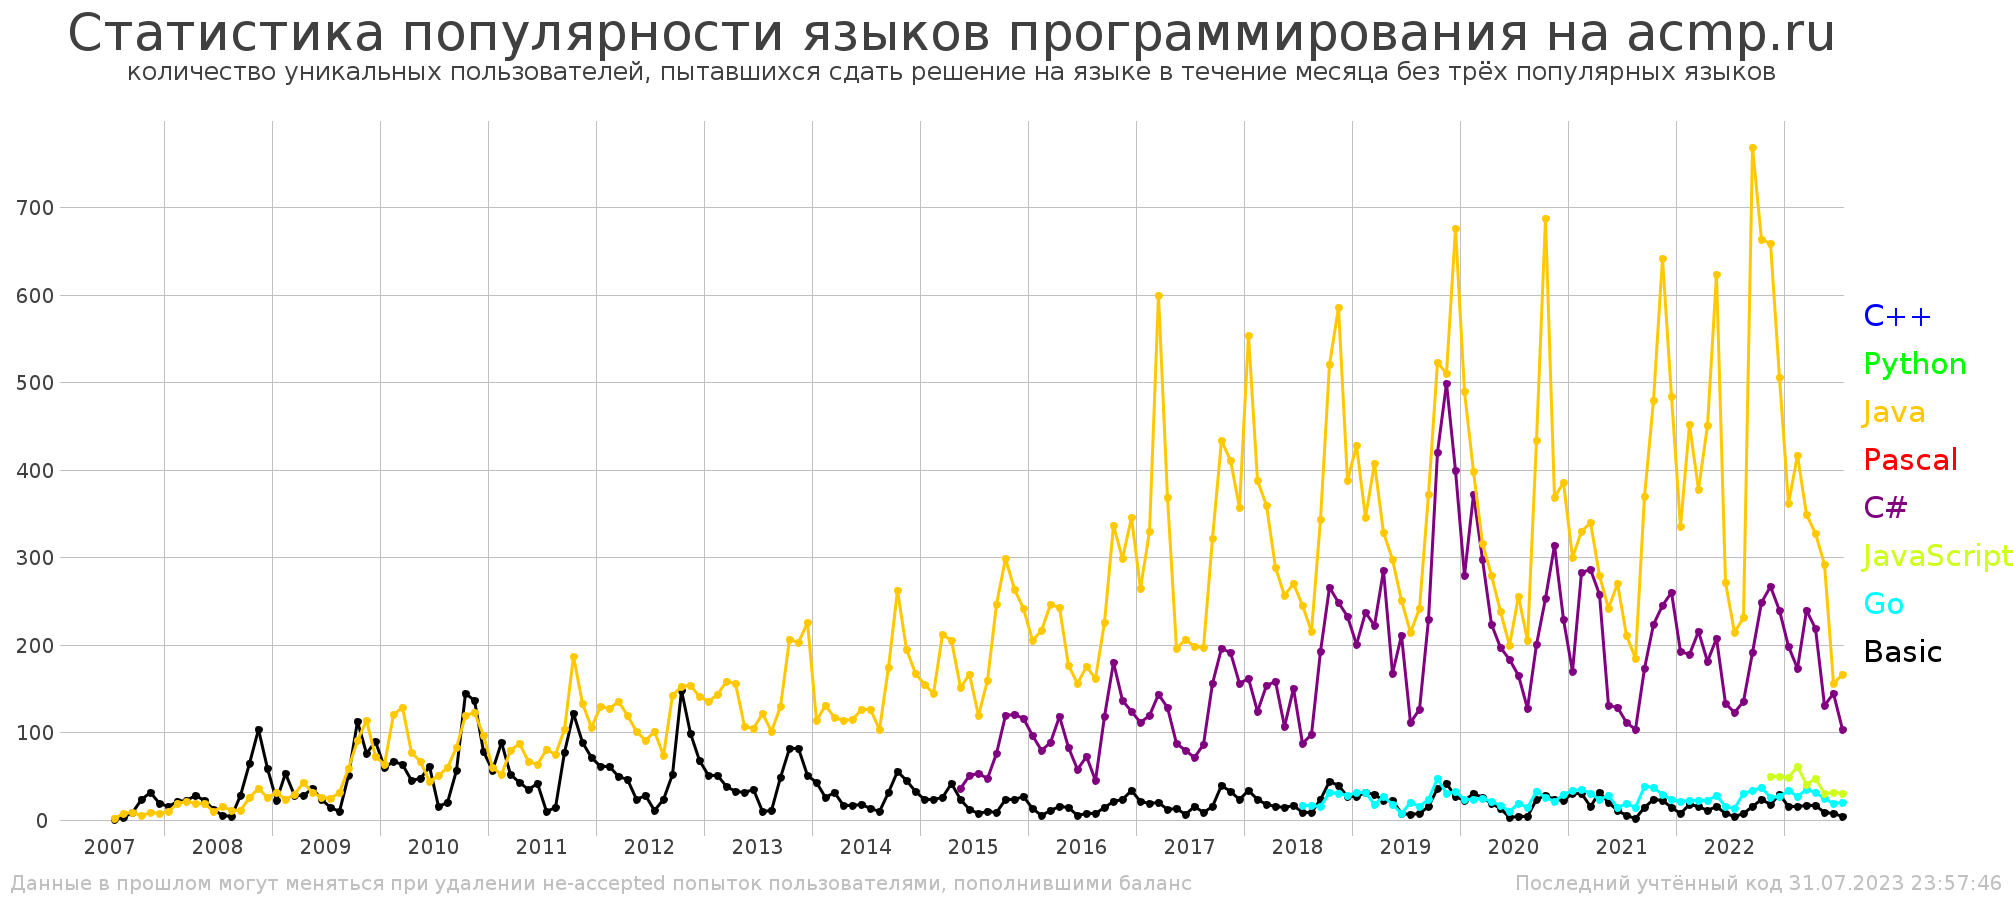 Статистика популярности языков программирования на acmp.ru
количество уникальных пользователей, пытавшихся сдать решение на языке в течение месяца без трёх популярных языков
700
600
500
400
300
200
100
0
C++
Python
Java
Pascal
C#
JavaScript
Go
Basic
2007 2008 2009 2010 2011 2012 2013 2014 2015 2016 2017 2018 2019 2020 2021 2022
Данные в прошлом могут меняться при удалении не-accepted попыток пользователями, пополнившими баланс
Последний учтённый код 31.07.2023 23:57:46